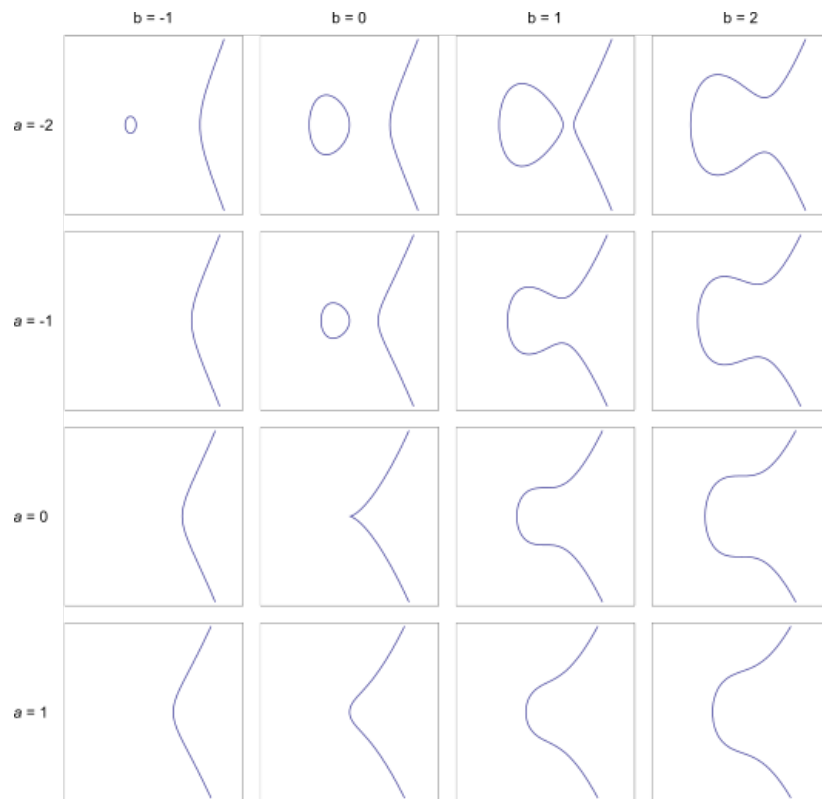 b = -1 b = 0 b = 1 b = 2
a = -2
a = -1
a = 0
a = 1